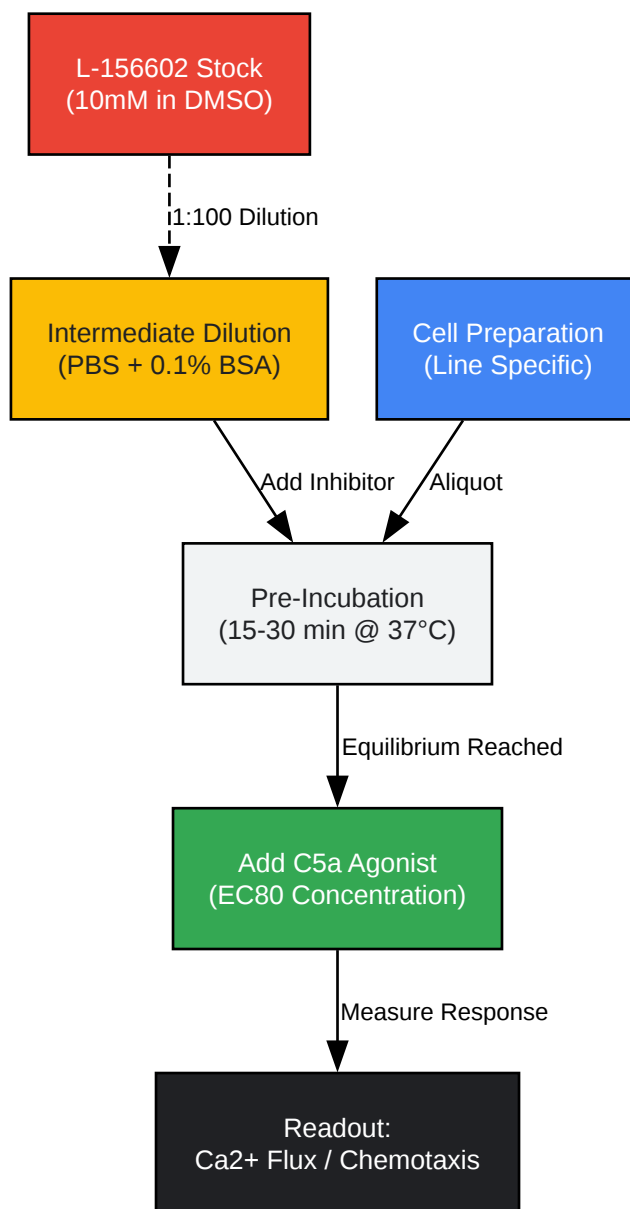 L-156602 Stock
(10mM in DMSO)
1:100 Dilution
Intermediate Dilution
(PBS + 0.1% BSA)
Cell Preparation
(Line Specific)
Add Inhibitor
Aliquot
Pre-Incubation
(15-30 min @ 37°C)
Equilibrium Reached
Add C5a Agonist
(EC80 Concentration)
Measure Response
Readout:
Ca2+ Flux / Chemotaxis